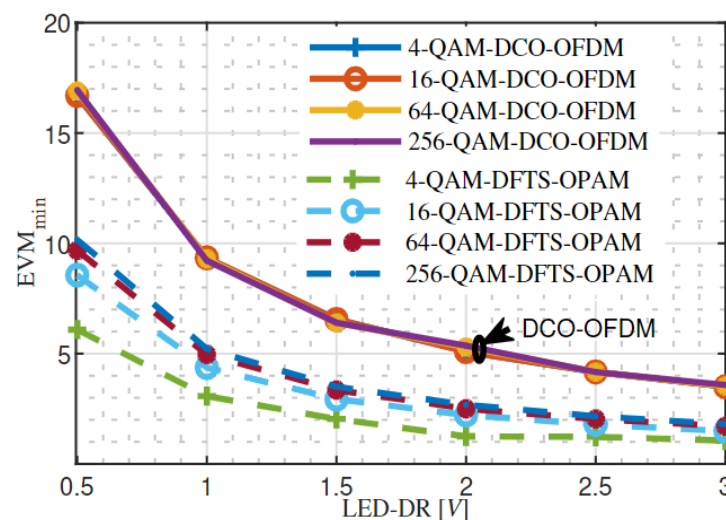 20
15
10
5
EVM_min
4-QAM-DCO-OFDM
16-QAM-DCO-OFDM
64-QAM-DCO-OFDM
256-QAM-DCO-OFDM
4-QAM-DFTS-OPAM
16-QAM-DFTS-OPAM
64-QAM-DFTS-OPAM
256-QAM-DFTS-OPAM
DCO-OFDM
0.5 1 1.5 2 2.5 3
LED-DR [V]